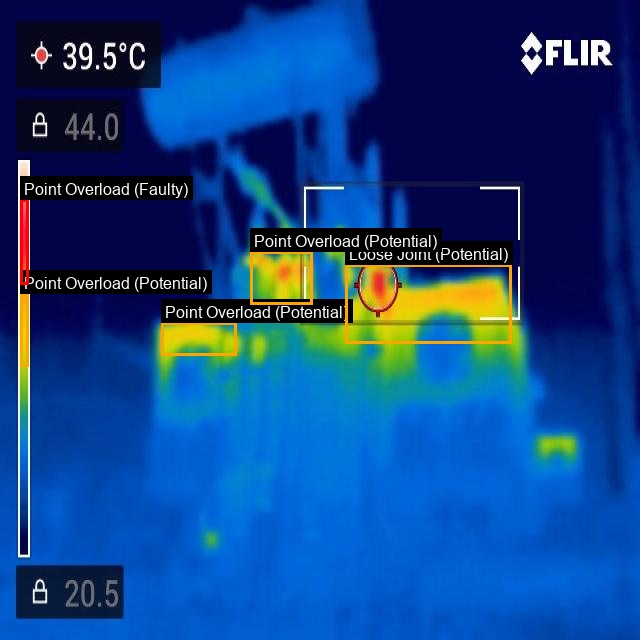 39.5°C
FLIR
44.0
Point Overload (Faulty)
Point Overload (Potential)
Loose Joint (Potential)
Point Overload (Potential)
Point Overload (Potential)
20.5